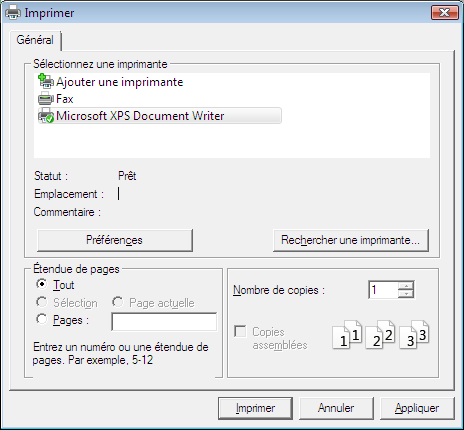 Imprimer
Général
Sélectionnez une imprimante
Ajouter une imprimante
Fax
Microsoft XPS Document Writer
Statut : Prêt
Emplacement :
Commentaire :
Préférences Rechercher une imprimante...
Étendue de pages
Tout
Sélection Page actuelle
Pages :
Entrez un numéro ou une étendue de
pages. Par exemple, 5-12
Nombre de copies : 1
Copies
assemblées
1 1 2 2 3 3
Imprimer Annuler Appliquer